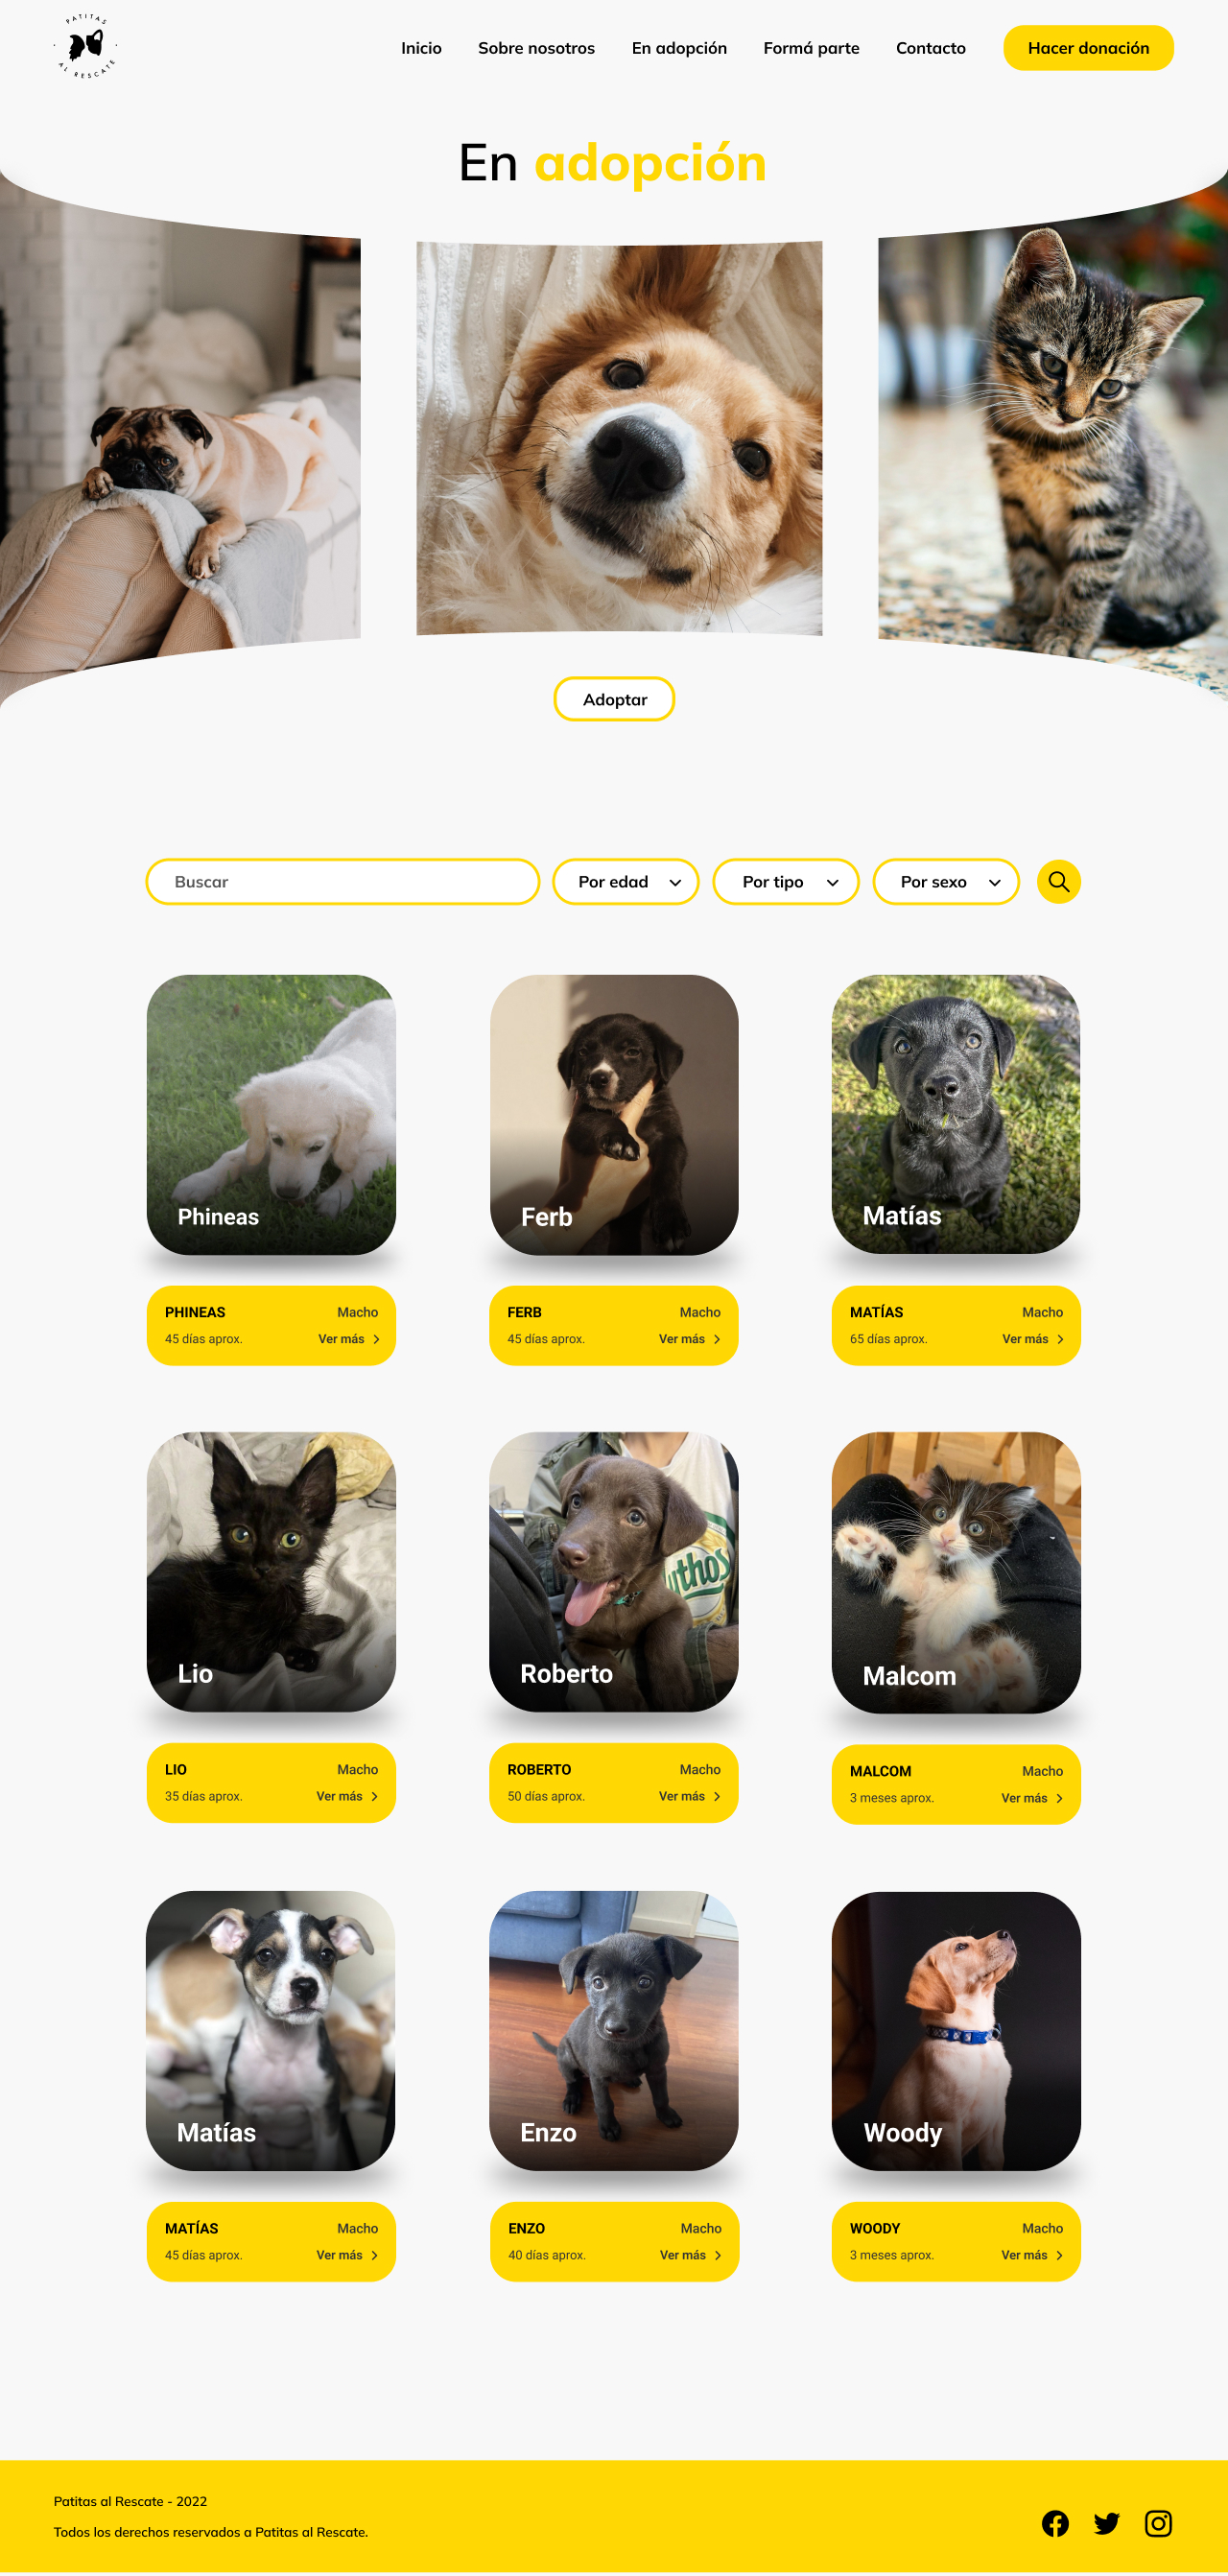 PATITAS
AL RESCATE
Inicio
Sobre nosotros
En adopción
Formá parte
Contacto
Hacer donación
En adopción
Adoptar
Buscar
Por edad
Por tipo
Por sexo
Phineas
Ferb
Matías
PHINEAS
Macho
45 días aprox.
Ver más
FERB
Macho
45 días aprox.
Ver más
MATÍAS
Macho
65 días aprox.
Ver más
Lio
Roberto
Malcom
LIO
Macho
35 días aprox.
Ver más
ROBERTO
Macho
50 días aprox.
Ver más
MALCOM
Macho
3 meses aprox.
Ver más
Matías
Enzo
Woody
MATÍAS
Macho
45 días aprox.
Ver más
ENZO
Macho
40 días aprox.
Ver más
WOODY
Macho
3 meses aprox.
Ver más
Patitas al Rescate - 2022
Todos los derechos reservados a Patitas al Rescate.